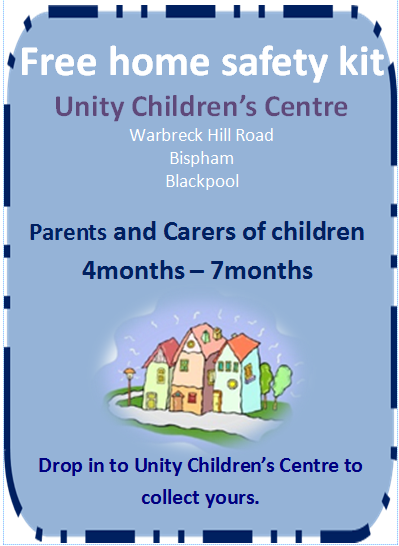 Free home safety kit
Unity Children’s Centre
Warbreck Hill Road
Bispham
Blackpool
Parents and Carers of children
4months – 7months
Drop in to Unity Children’s Centre to
collect yours.